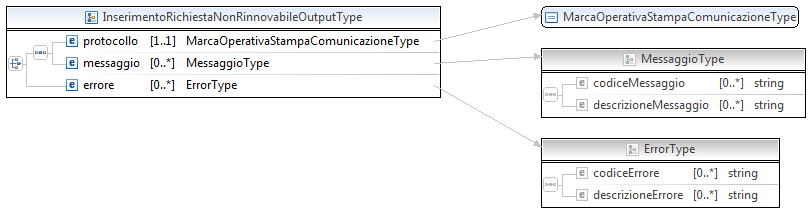 InserimentoRichiestaNonRinnovabileOutputType
e protocollo [1..1] MarcaOperativaStampaComunicazioneType
e messaggio [0..*] MessaggioType
e errore [0..*] ErrorType
MarcaOperativaStampaComunicazioneType
MessaggioType
e codiceMessaggio [0..*] string
e descrizioneMessaggio [0..*] string
ErrorType
e codiceErrore [0..*] string
e descrizioneErrore [0..*] string